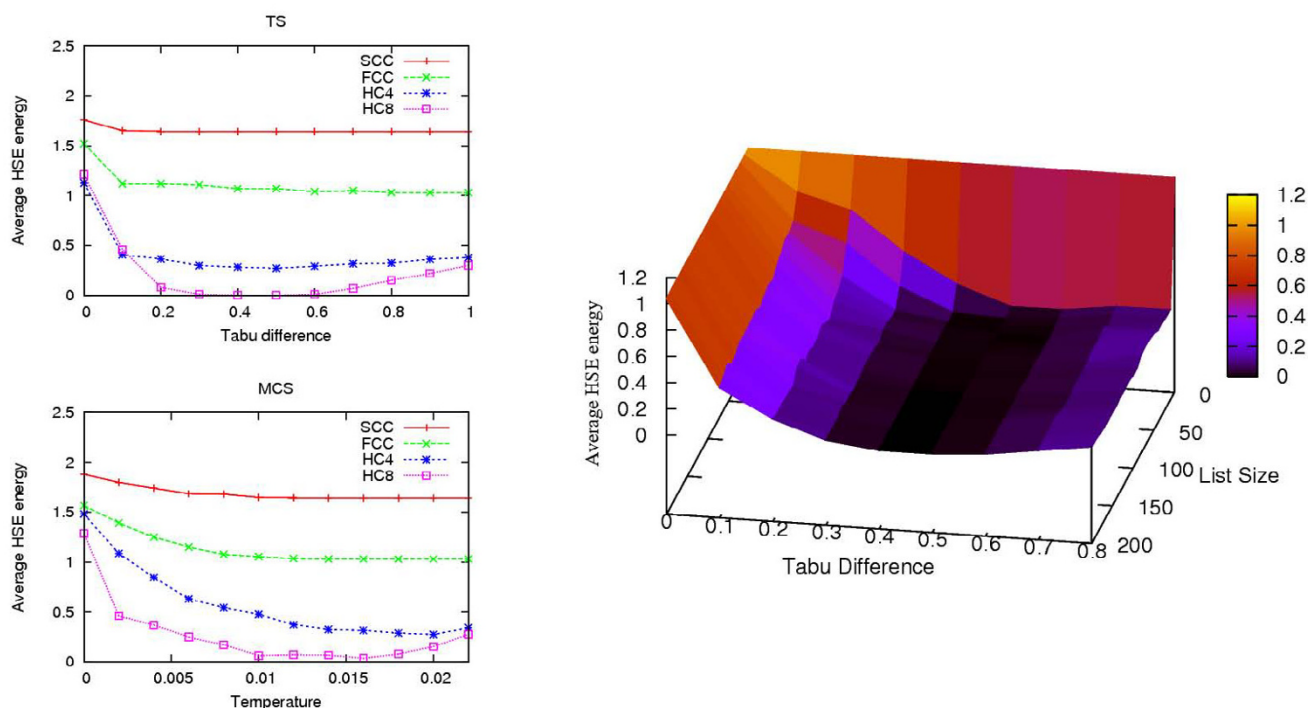 TS
2.5
2
1.5
1
0.5
0
Average HSE energy
SCC
FCC
HC4
HC8
0 0.2 0.4 0.6 0.8 1
Tabu difference
MCS
2.5
2
1.5
1
0.5
0
Average HSE energy
SCC
FCC
HC4
HC8
0 0.005 0.01 0.015 0.02
Temperature
1.2
1
0.8
0.6
0.4
0.2
0
Average HSE energy
0 0.1 0.2 0.3 0.4 0.5 0.6 0.7 0.8
Tabu Difference
0
50
100
150
200
List Size
1.2
1
0.8
0.6
0.4
0.2
0